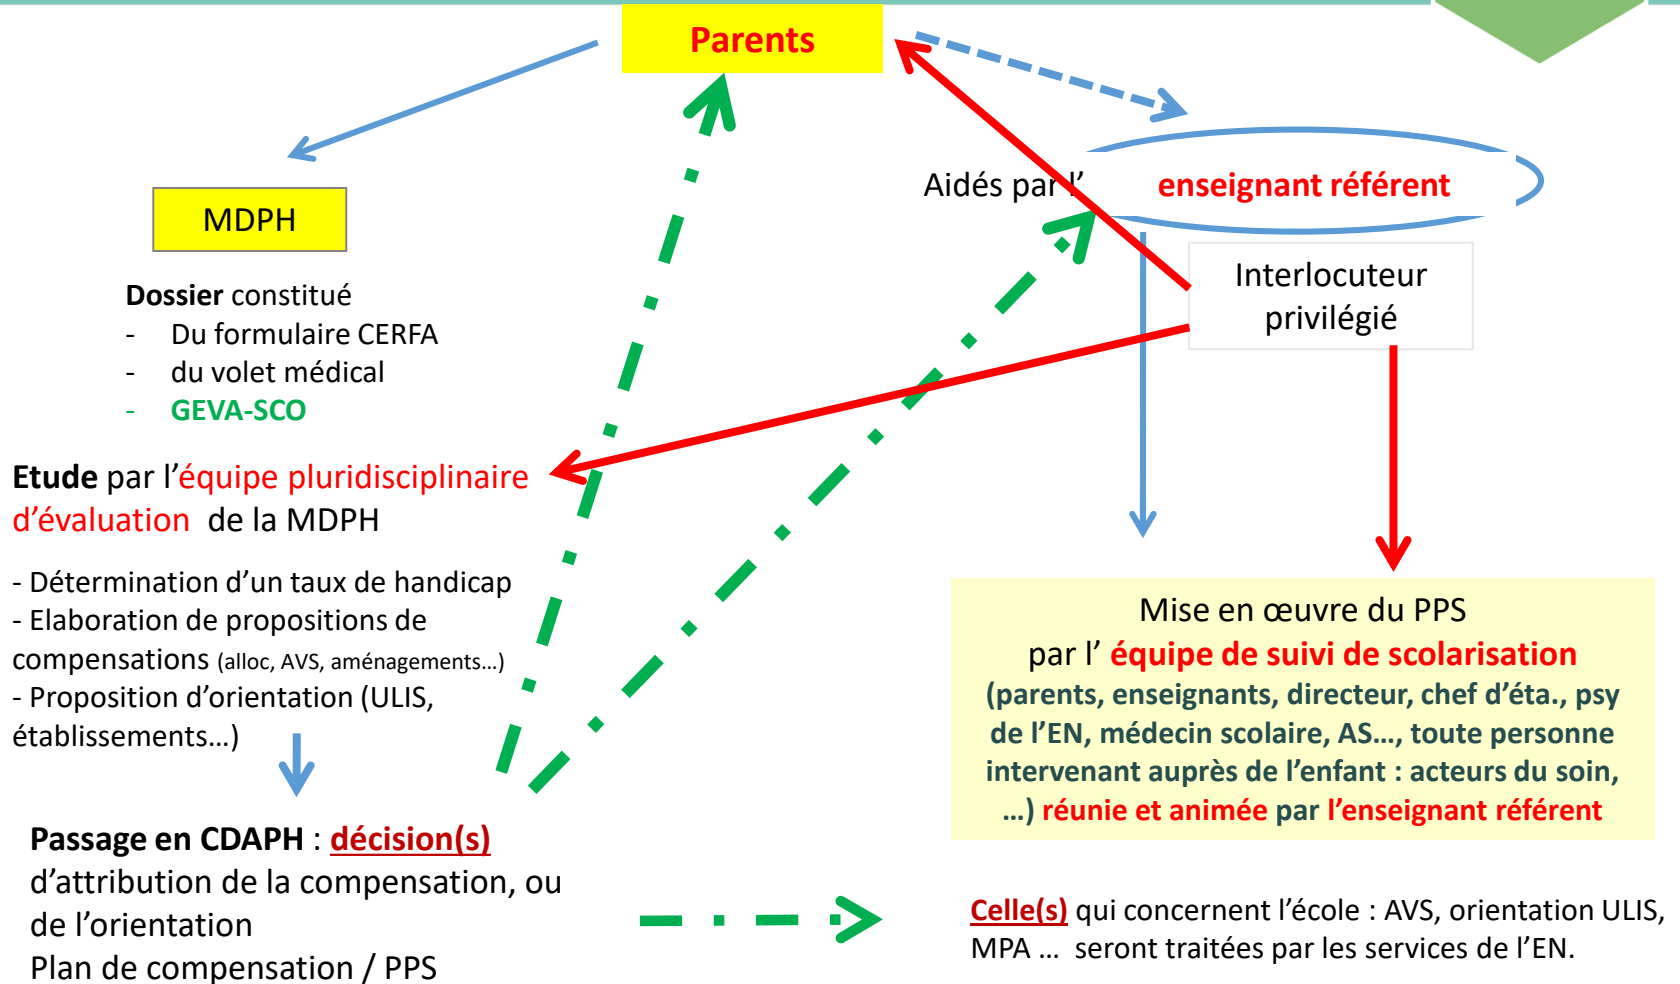 Parents
Aidés par l’
enseignant référent
MDPH
Interlocuteur
privilégié
Dossier constitué
- Du formulaire CERFA
- du volet médical
- GEVA-SCO
Etude par l’équipe pluridisciplinaire
d’évaluation de la MDPH
- Détermination d’un taux de handicap
- Elaboration de propositions de
compensations (alloc, AVS, aménagements…)
- Proposition d’orientation (ULIS,
établissements…)
Passage en CDAPH : décision(s)
d’attribution de la compensation, ou
de l’orientation
Plan de compensation / PPS
Mise en œuvre du PPS
par l’ équipe de suivi de scolarisation
(parents, enseignants, directeur, chef d’éta., psy
de l’EN, médecin scolaire, AS…, toute personne
intervenant auprès de l’enfant : acteurs du soin,
…) réunie et animée par l’enseignant référent
Celle(s) qui concernent l’école : AVS, orientation ULIS,
MPA … seront traitées par les services de l’EN.